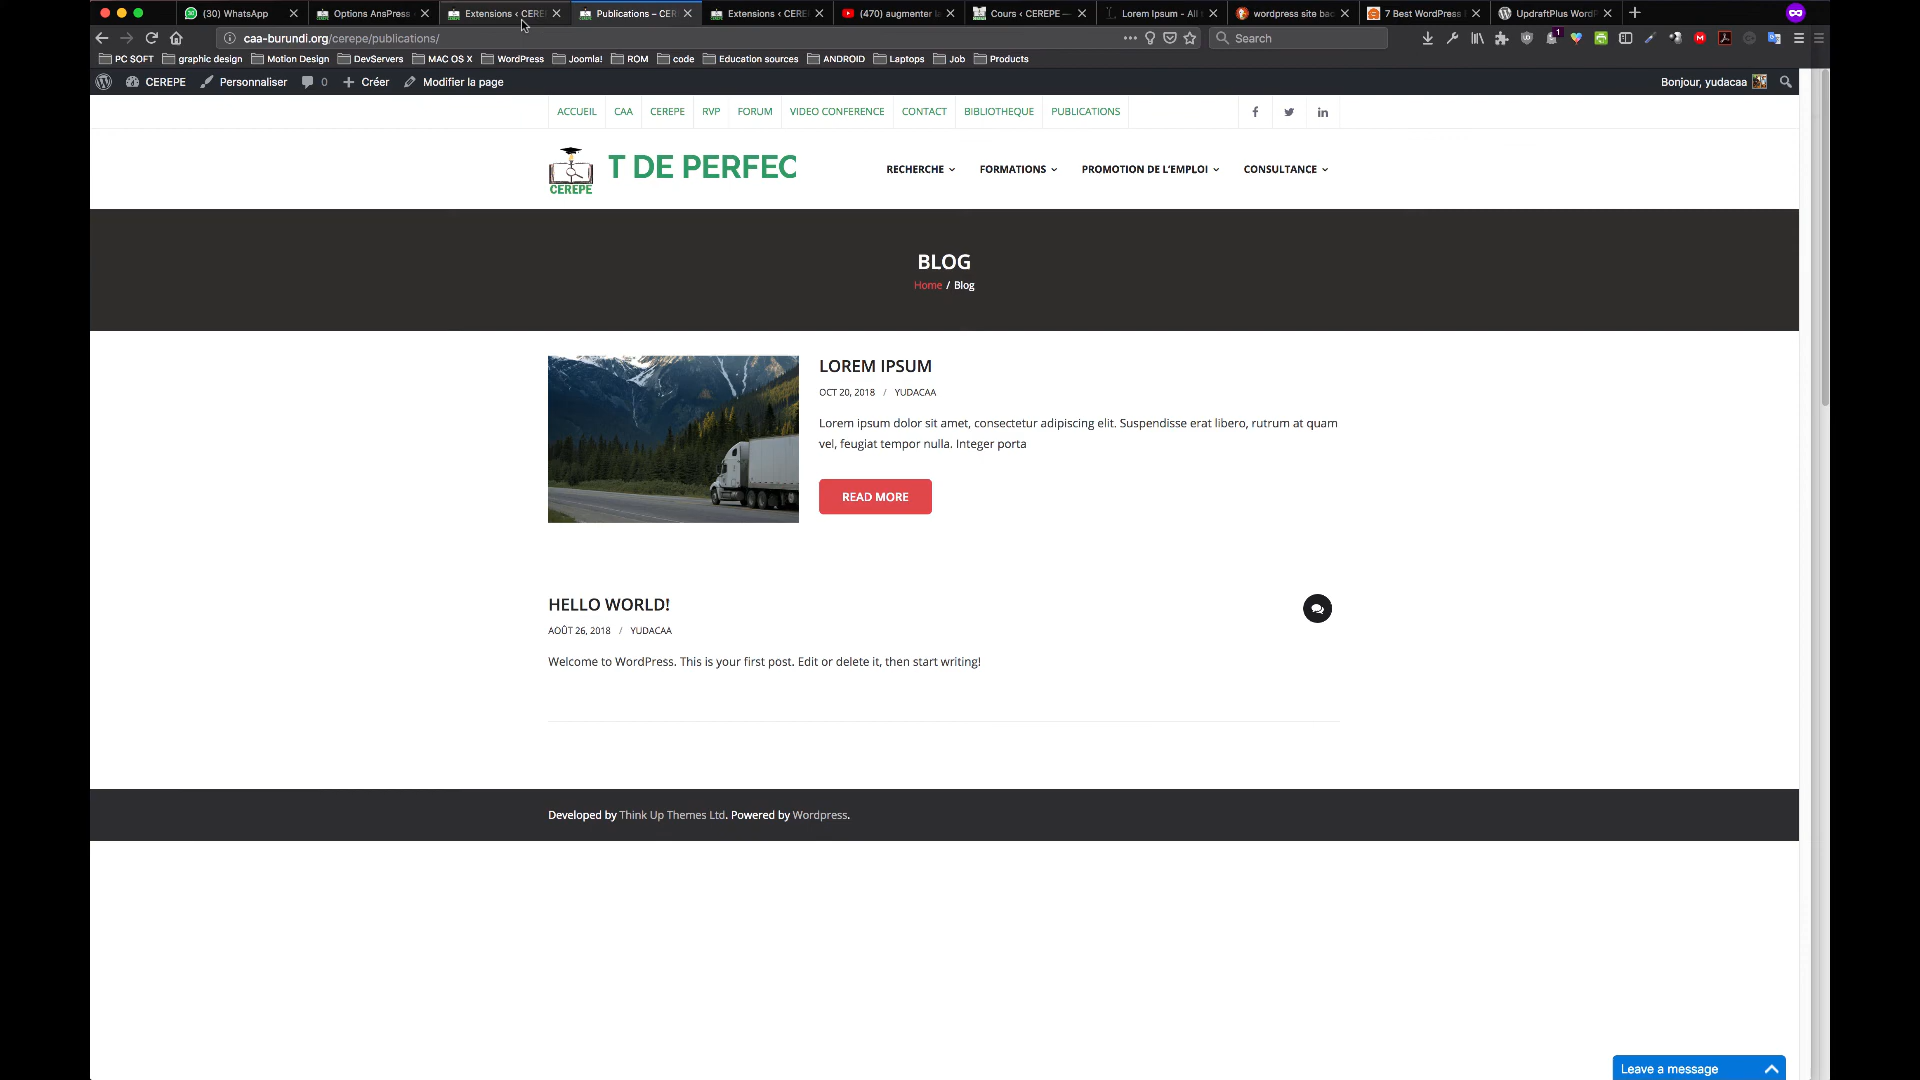 (30) WhatsApp
Options AnsPress
Extensions ‹ CERE
Publications – CER
Extensions ‹ CERE
(470) augmenter la
Cours ‹ CEREPE —
Lorem Ipsum - All t
wordpress site bac
7 Best WordPress
UpdraftPlus WordP
caa-burundi.org/cerepe/publications/
Search
1
PC SOFT
graphic design
Motion Design
DevServers
MAC OS X
WordPress
Joomla!
ROM
code
Education sources
ANDROID
Laptops
Job
Products
CEREPE
Personnaliser
0
Créer
Modifier la page
Bonjour, yudacaa
ACCUEIL
CAA
CEREPE
RVP
FORUM
VIDEO CONFERENCE
CONTACT
BIBLIOTHEQUE
PUBLICATIONS
CEREPE
T DE PERFEC
RECHERCHE
FORMATIONS
PROMOTION DE L'EMPLOI
CONSULTANCE
BLOG
Home / Blog
LOREM IPSUM
OCT 20, 2018 / YUDACAA
Lorem ipsum dolor sit amet, consectetur adipiscing elit. Suspendisse erat libero, rutrum at quam
vel, feugiat tempor nulla. Integer porta
READ MORE
HELLO WORLD!
AOÛT 26, 2018 / YUDACAA
Welcome to WordPress. This is your first post. Edit or delete it, then start writing!
Developed by Think Up Themes Ltd. Powered by Wordpress.
Leave a message